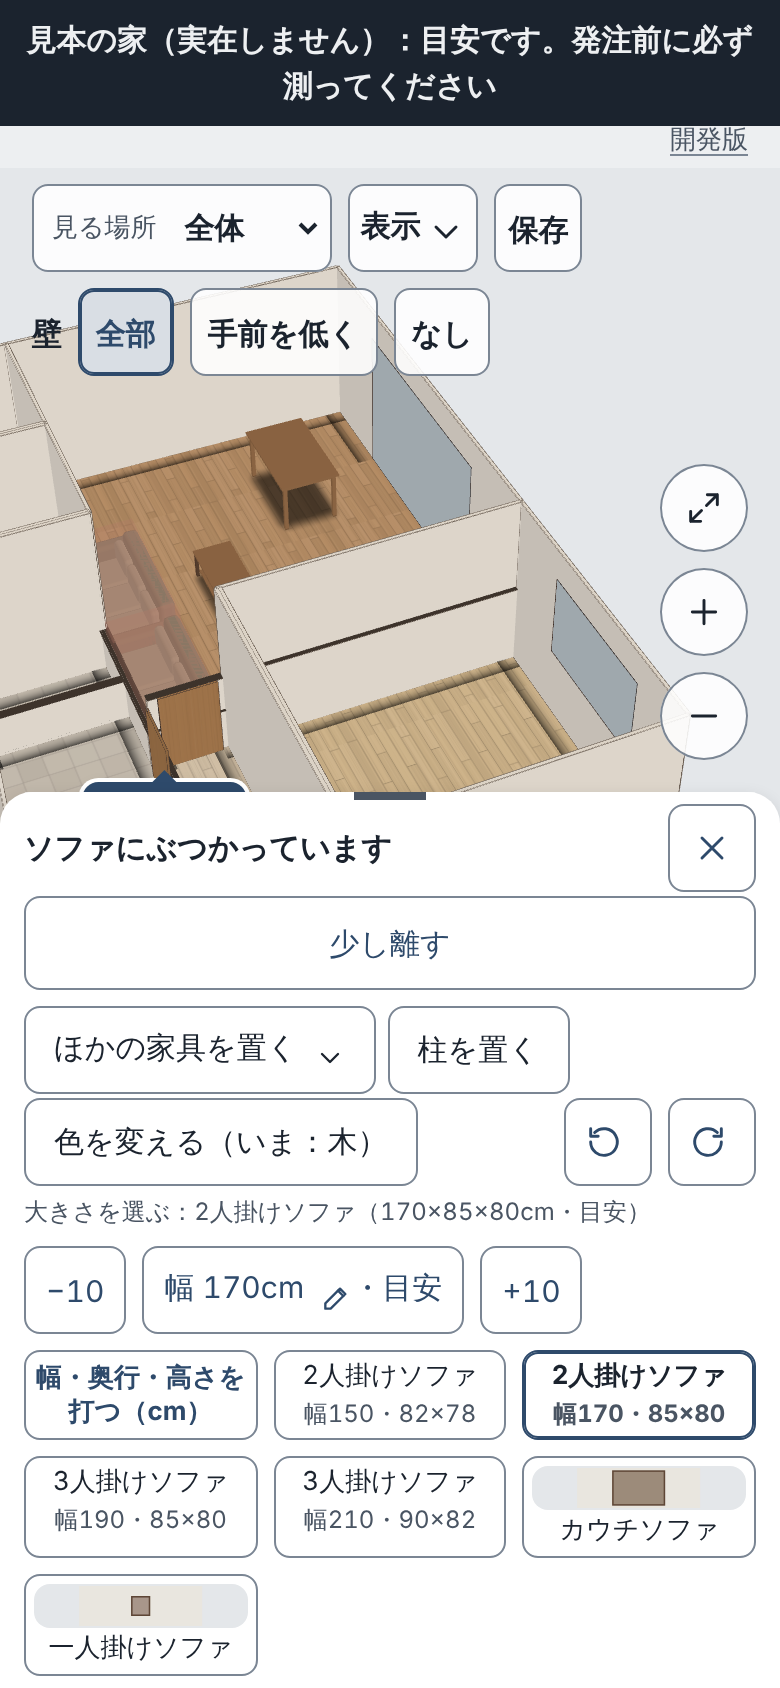 見本の家（実在しません）：目安です。発注前に必ず
測ってください
開発版
見る場所 全体
表示
保存
壁
全部
手前を低く
なし
ソファにぶつかっています
少し離す
ほかの家具を置く
柱を置く
色を変える（いま：木）
大きさを選ぶ：2人掛けソファ（170×85×80cm・目安）
−10
幅 170cm ・目安
+10
幅・奥行・高さを
打つ（cm）
2人掛けソファ
幅150・82×78
2人掛けソファ
幅170・85×80
3人掛けソファ
幅190・85×80
3人掛けソファ
幅210・90×82
カウチソファ
一人掛けソファ